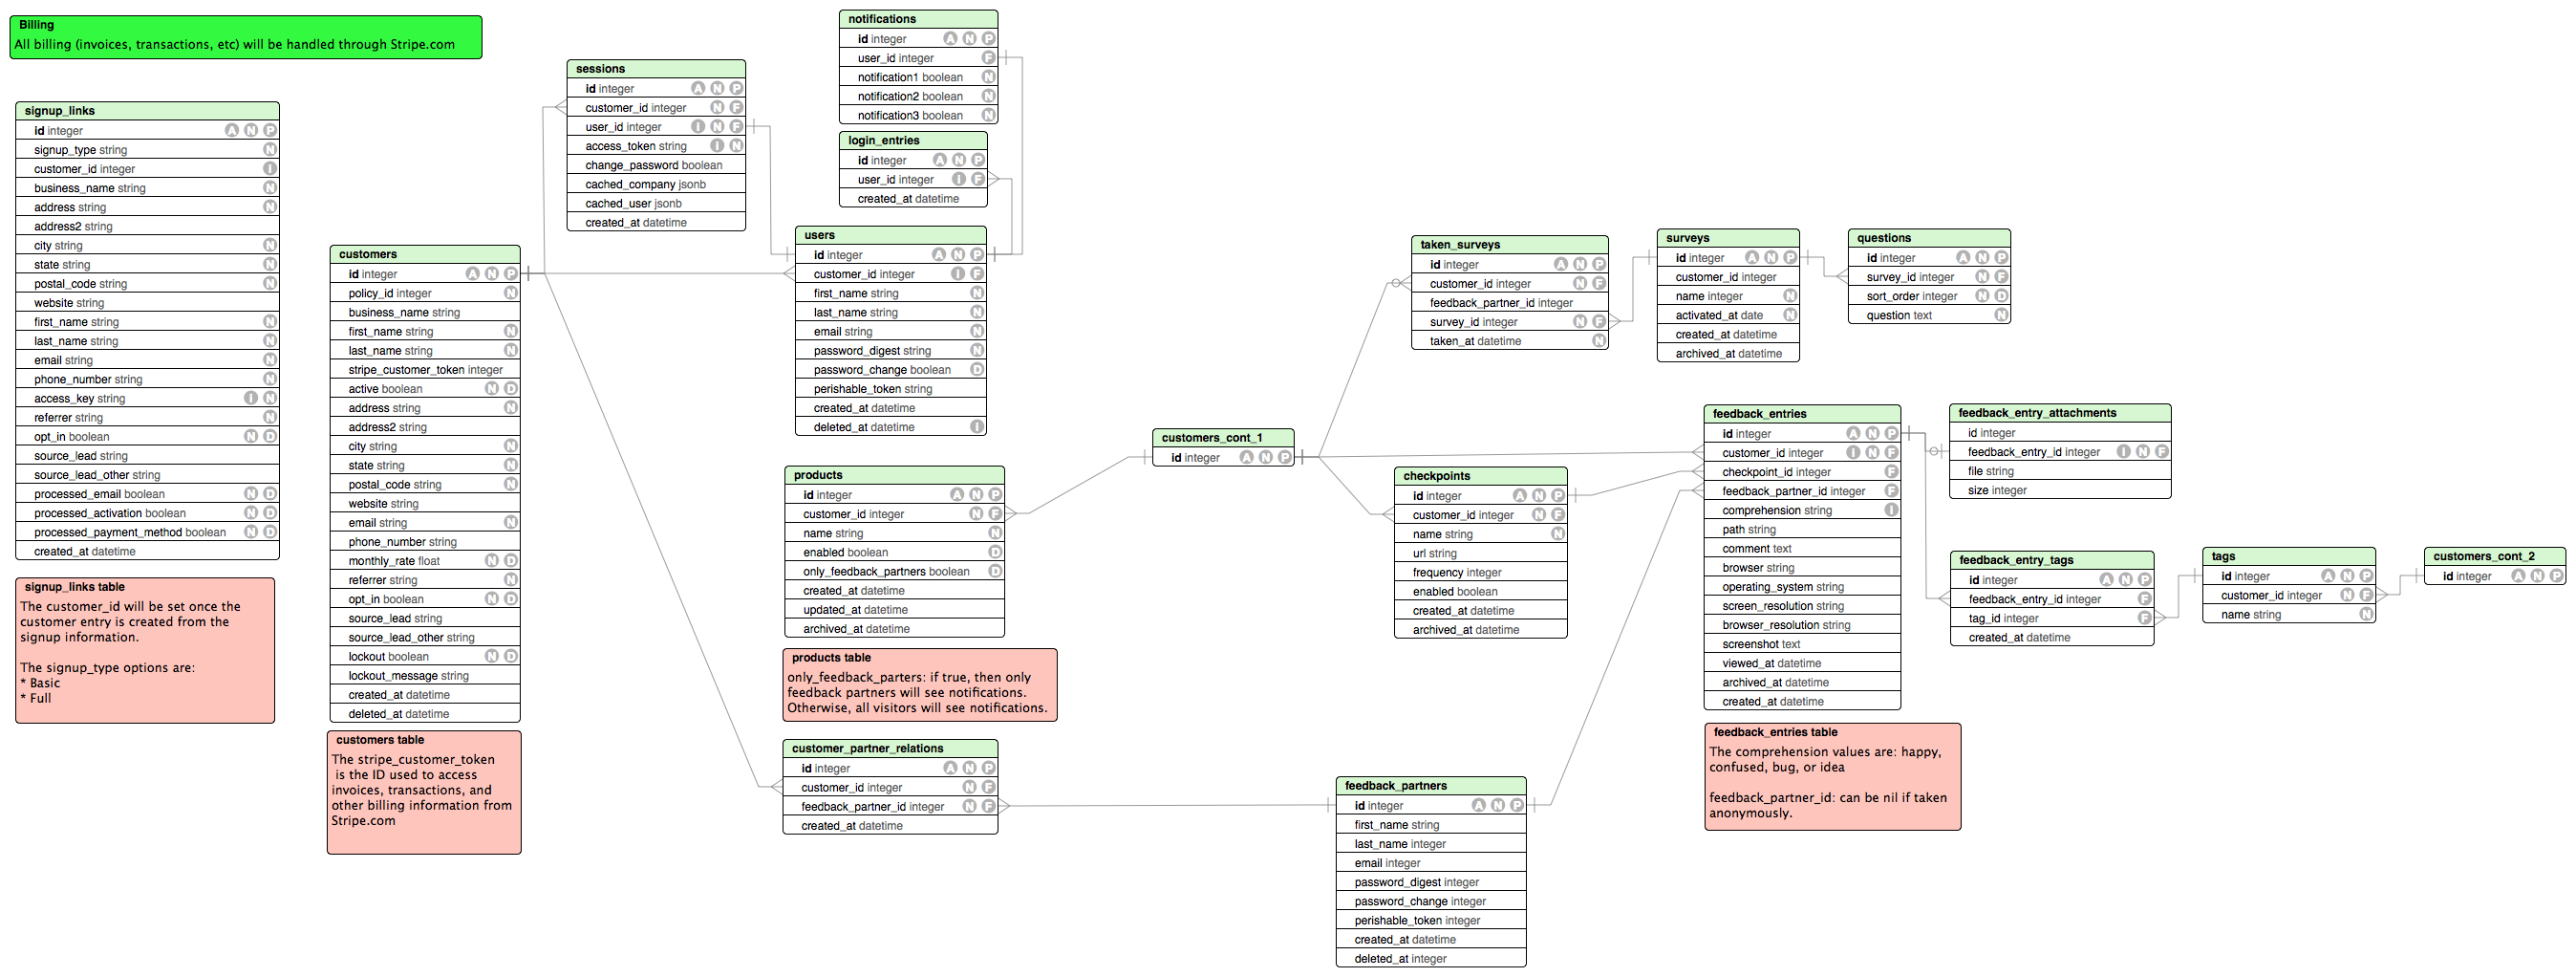 Billing
All billing (invoices, transactions, etc) will be handled through Stripe.com
signup_links
id integer A N P
signup_type string N
customer_id integer I
business_name string N
address string N
address2 string
city string N
state string N
postal_code string N
website string
first_name string N
last_name string N
email string N
phone_number string N
access_key string I N
referrer string N
opt_in boolean N D
source_lead string
source_lead_other string
processed_email boolean N D
processed_activation boolean N D
processed_payment_method boolean N D
created_at datetime
signup_links table
The customer_id will be set once the
customer entry is created from the
signup information.
The signup_type options are:
* Basic
* Full
customers
id integer A N P
policy_id integer N
business_name string
first_name string N
last_name string N
stripe_customer_token integer
active boolean N D
address string N
address2 string
city string N
state string N
postal_code string N
website string
email string N
phone_number string
monthly_rate float N D
referrer string N
opt_in boolean N D
source_lead string
source_lead_other string
lockout boolean N D
lockout_message string
created_at datetime
deleted_at datetime
customers table
The stripe_customer_token
is the ID used to access
invoices, transactions, and
other billing information from
Stripe.com
sessions
id integer A N P
customer_id integer N F
user_id integer I N F
access_token string I N
change_password boolean
cached_company jsonb
cached_user jsonb
created_at datetime
notifications
id integer A N P
user_id integer F
notification1 boolean N
notification2 boolean N
notification3 boolean N
login_entries
id integer A N P
user_id integer I F
created_at datetime
users
id integer A N P
customer_id integer I F
first_name string N
last_name string N
email string N
password_digest string N
password_change boolean D
perishable_token string
created_at datetime
deleted_at datetime I
products
id integer A N P
customer_id integer N F
name string N
enabled boolean D
only_feedback_partners boolean D
created_at datetime
updated_at datetime
archived_at datetime
products table
only_feedback_parters: if true, then only
feedback partners will see notifications.
Otherwise, all visitors will see notifications.
customer_partner_relations
id integer A N P
customer_id integer N F
feedback_partner_id integer N F
created_at datetime
customers_cont_1
id integer A N P
taken_surveys
id integer A N P
customer_id integer N F
feedback_partner_id integer
survey_id integer N F
taken_at datetime N
surveys
id integer A N P
customer_id integer
name integer N
activated_at date N
created_at datetime
archived_at datetime
questions
id integer A N P
survey_id integer N F
sort_order integer N D
question text N
checkpoints
id integer A N P
customer_id integer N F
name string N
url string
frequency integer
enabled boolean
created_at datetime
archived_at datetime
feedback_partners
id integer A N P
first_name string
last_name integer
email integer
password_digest integer
password_change integer
perishable_token integer
created_at datetime
deleted_at integer
feedback_entries
id integer A N P
customer_id integer I N F
checkpoint_id integer F
feedback_partner_id integer F
comprehension string I
path string
comment text
browser string
operating_system string
screen_resolution string
browser_resolution string
screenshot text
viewed_at datetime
archived_at datetime
created_at datetime
feedback_entries table
The comprehension values are: happy,
confused, bug, or idea
feedback_partner_id: can be nil if taken
anonymously.
feedback_entry_attachments
id integer
feedback_entry_id integer I N F
file string
size integer
feedback_entry_tags
id integer A N P
feedback_entry_id integer F
tag_id integer F
created_at datetime
tags
id integer A N P
customer_id integer N F
name string N
customers_cont_2
id integer A N P